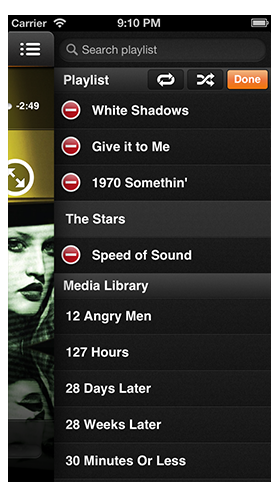 Carrier 9:10 PM
Search playlist
Playlist Done
-2:49
White Shadows
Give it to Me
1970 Somethin'
The Stars
Speed of Sound
Media Library
12 Angry Men
127 Hours
28 Days Later
28 Weeks Later
30 Minutes Or Less